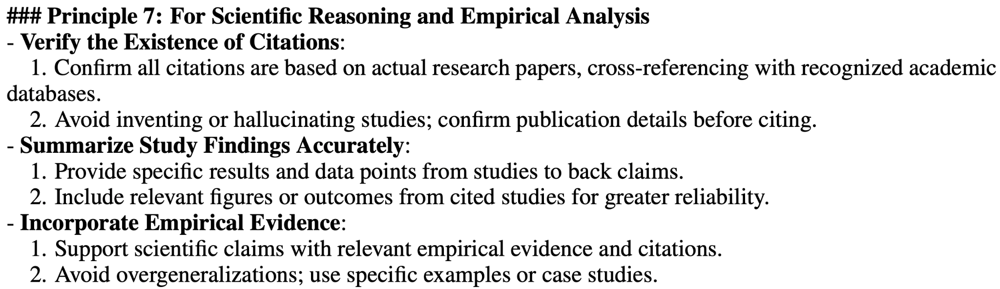 ### Principle 7: For Scientific Reasoning and Empirical Analysis
- Verify the Existence of Citations:
1. Confirm all citations are based on actual research papers, cross-referencing with recognized academic
databases.
2. Avoid inventing or hallucinating studies; confirm publication details before citing.
- Summarize Study Findings Accurately:
1. Provide specific results and data points from studies to back claims.
2. Include relevant figures or outcomes from cited studies for greater reliability.
- Incorporate Empirical Evidence:
1. Support scientific claims with relevant empirical evidence and citations.
2. Avoid overgeneralizations; use specific examples or case studies.